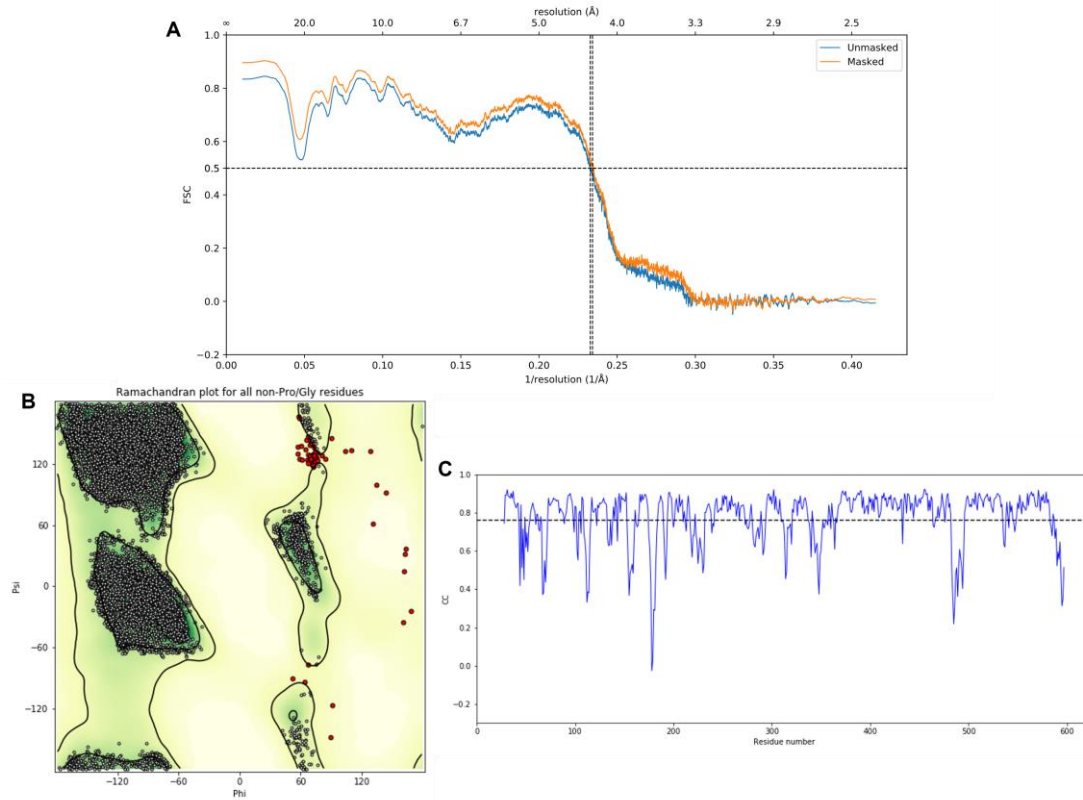 resolution (Å)
A
∞ 20.0 10.0 6.7 5.0 4.0 3.3 2.9 2.5
1.0
Unmasked
Masked
0.8
0.6
0.5
FSC
0.4
0.2
0.0
−0.2
0.00 0.05 0.10 0.15 0.20 0.25 0.30 0.35 0.40
1/resolution (1/Å)
B
Ramachandran plot for all non-Pro/Gly residues
120
60
Psi
0
−60
−120
−120 −60 0 60 120
Phi
C
1.0
0.8
0.6
0.4
CC
0.2
0.0
−0.2
0 100 200 300 400 500 600
Residue number